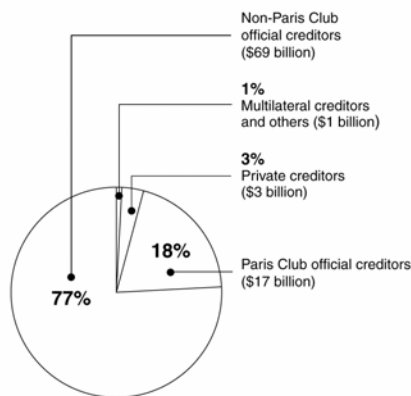 Non-Paris Club
official creditors
($69 billion)
1%
Multilateral creditors
and others ($1 billion)
3%
Private creditors
($3 billion)
18%
Paris Club official creditors
($17 billion)
77%